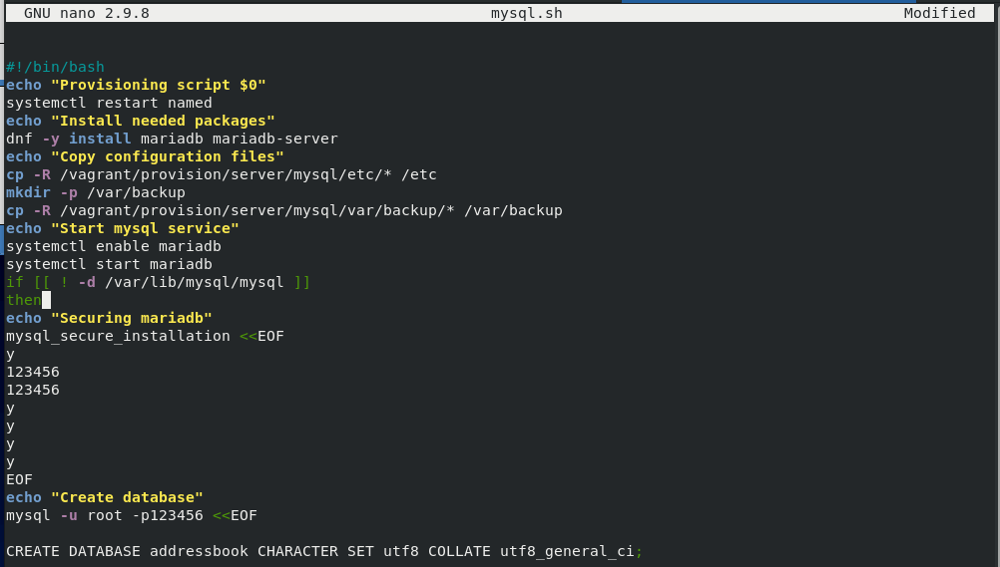 GNU nano 2.9.8 mysql.sh Modified
#!/bin/bash
echo "Provisioning script $0"
systemctl restart named
echo "Install needed packages"
dnf -y install mariadb mariadb-server
echo "Copy configuration files"
cp -R /vagrant/provision/server/mysql/etc/* /etc
mkdir -p /var/backup
cp -R /vagrant/provision/server/mysql/var/backup/* /var/backup
echo "Start mysql service"
systemctl enable mariadb
systemctl start mariadb
if [[ ! -d /var/lib/mysql/mysql ]]
then
echo "Securing mariadb"
mysql_secure_installation <<EOF
y
123456
123456
y
y
y
y
EOF
echo "Create database"
mysql -u root -p123456 <<EOF
CREATE DATABASE addressbook CHARACTER SET utf8 COLLATE utf8_general_ci;